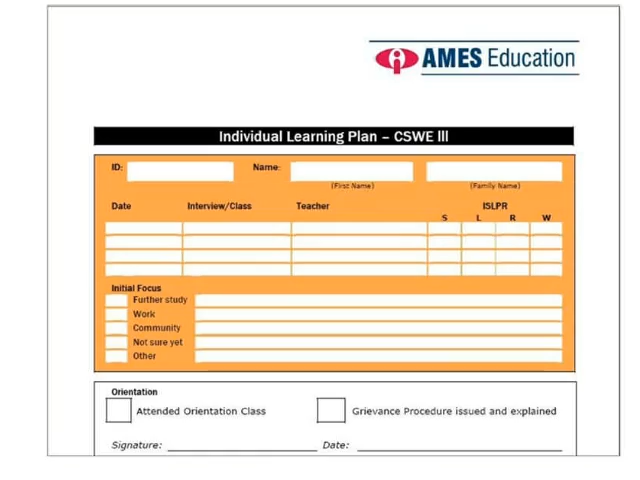 AMES Education
Individual Learning Plan – CSWE lll
ID: Name:
(First Name) (Family Name)
Date Interview/Class Teacher ISLPR
S L R W
Initial Focus
Further study
Work
Community
Not sure yet
Other
Orientation
Attended Orientation Class Grievance Procedure issued and explained
Signature: Date: